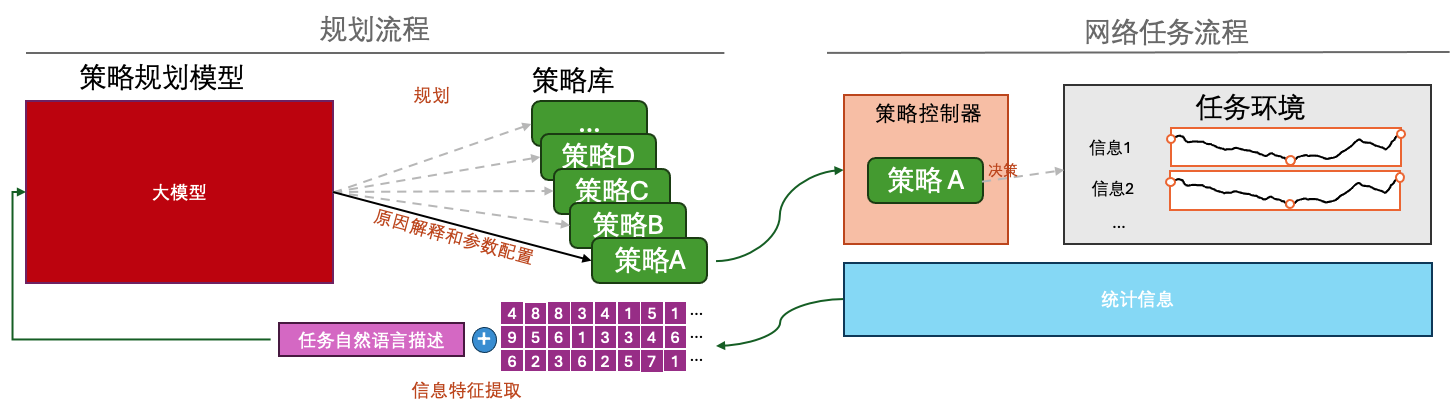 规划流程
网络任务流程
策略规划模型
规划
策略库
大模型
...
策略D
策略C
策略B
策略A
原因解释和参数配置
策略控制器
策略 A
决策
任务环境
信息1
信息2
...
统计信息
任务自然语言描述
+
4 8 8 3 4 1 5 1 ...
9 5 6 1 3 3 4 6 ...
6 2 3 6 2 5 7 1 ...
信息特征提取